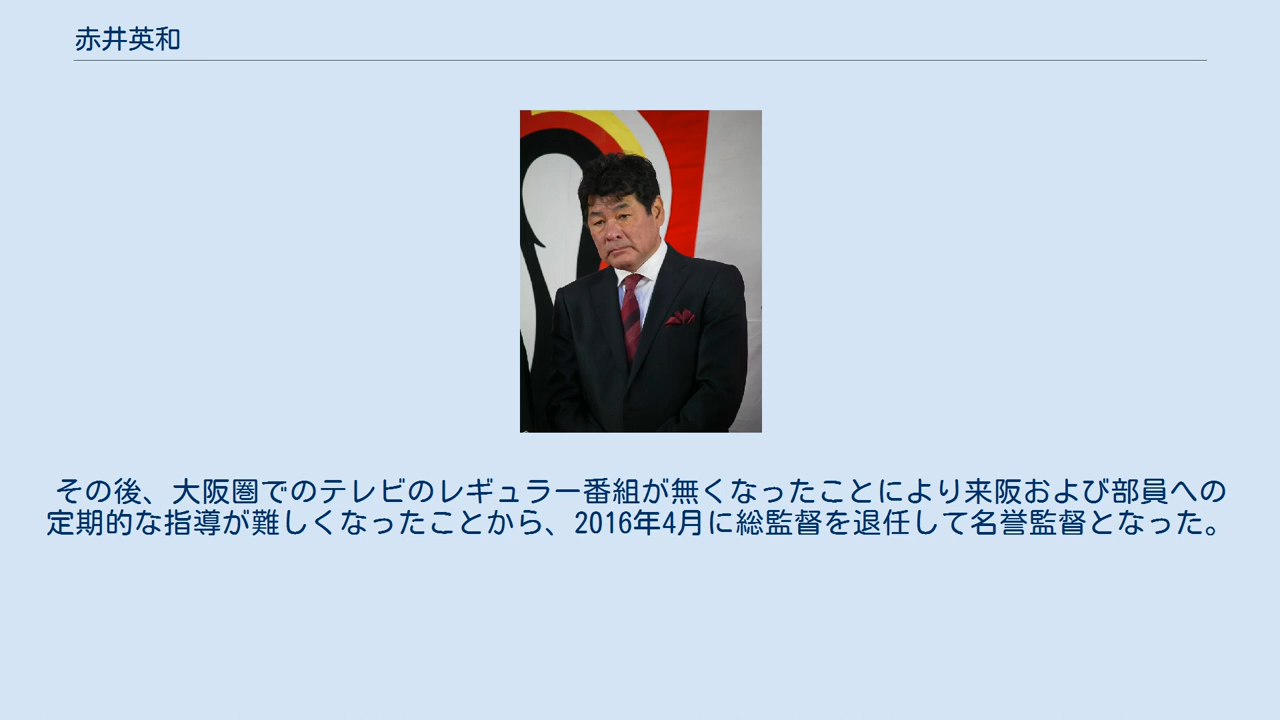 赤井英和
その後、大阪圏でのテレビのレギュラー番組が無くなったことにより来阪および部員への
定期的な指導が難しくなったことから、2016年4月に総監督を退任して名誉監督となった。